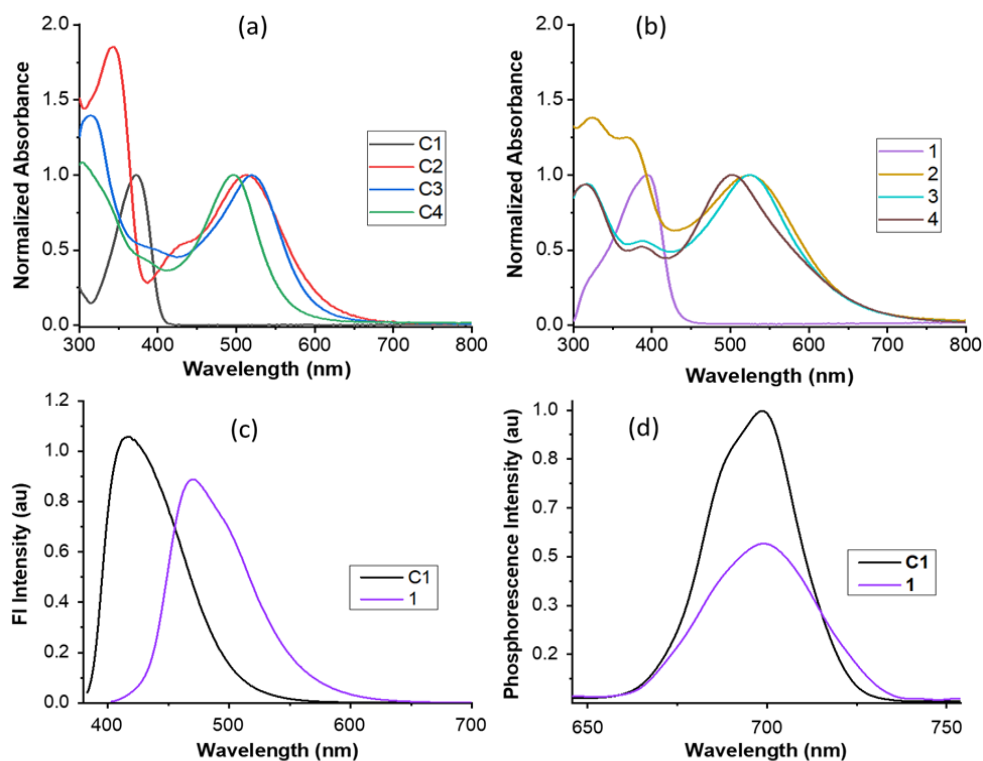 (a)
2.0
1.5
1.0
0.5
0.0
Normalized Absorbance
C1
C2
C3
C4
300 400 500 600 700 800
Wavelength (nm)
(b)
2.0
1.5
1.0
0.5
0.0
Normalized Absorbance
1
2
3
4
300 400 500 600 700 800
Wavelength (nm)
(c)
1.2
1.0
0.8
0.6
0.4
0.2
0.0
FI Intensity (au)
C1
1
400 500 600 700
Wavelength (nm)
(d)
1.0
0.8
0.7
0.5
0.3
0.2
Phosphorescence Intensity (au)
C1
1
650 700 750
Wavelength (nm)